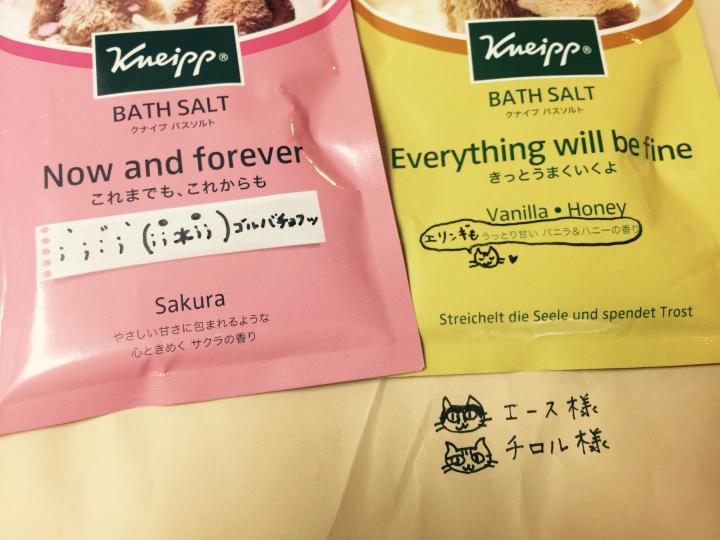 Kneipp®
BATH SALT
クナイプ バスソルト
Now and forever
これまでも、これからも
ゴルバチョフッ
Sakura
やさしい甘さに包まれるような
心ときめく サクラの香り
Kneipp®
BATH SALT
クナイプ バスソルト
Everything will be fine
きっとうまくいくよ
Vanilla • Honey
エリンギも うっとり甘い バニラ&ハニーの香り
Streichelt die Seele und spendet Trost
エース様
チロル様